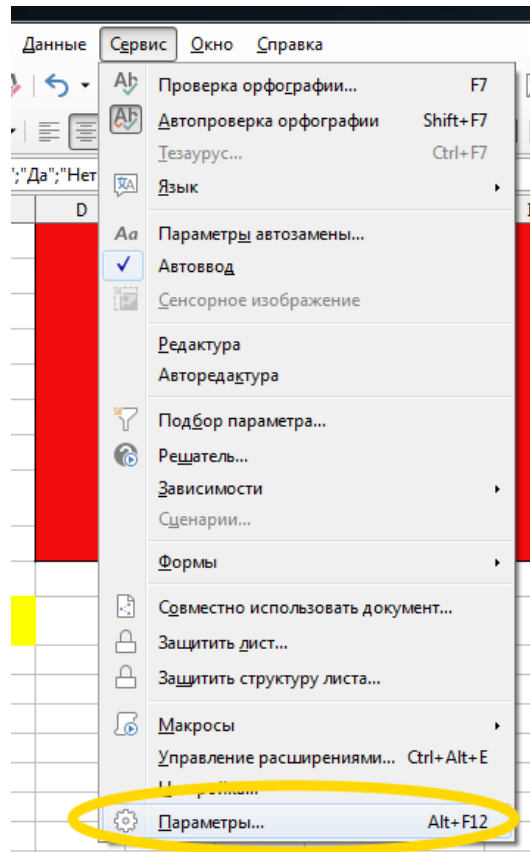 Данные Сервис Окно Справка
Проверка орфографии... F7
Автопроверка орфографии Shift+F7
Тезаурус... Ctrl+F7
";"Да";"Нет
Язык
D
Параметры автозамены...
Автоввод
Сенсорное изображение
Редактура
Авторедактура
Подбор параметра...
Решатель...
Зависимости
Сценарии...
Формы
Совместно использовать документ...
Защитить лист...
Защитить структуру листа...
Макросы
Управление расширениями... Ctrl+Alt+E
Параметры... Alt+F12